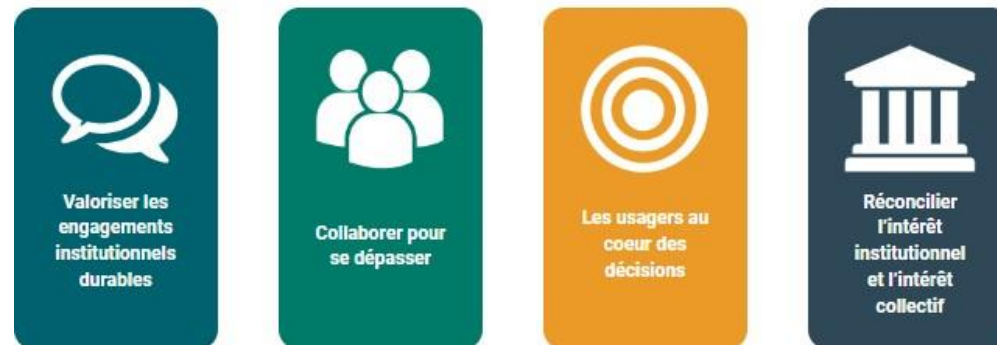 Valoriser les
engagements
institutionnels
durables
Collaborer pour
se dépasser
Les usagers au
coeur des
décisions
Réconcilier
l'intérêt
institutionnel
et l'intérêt
collectif